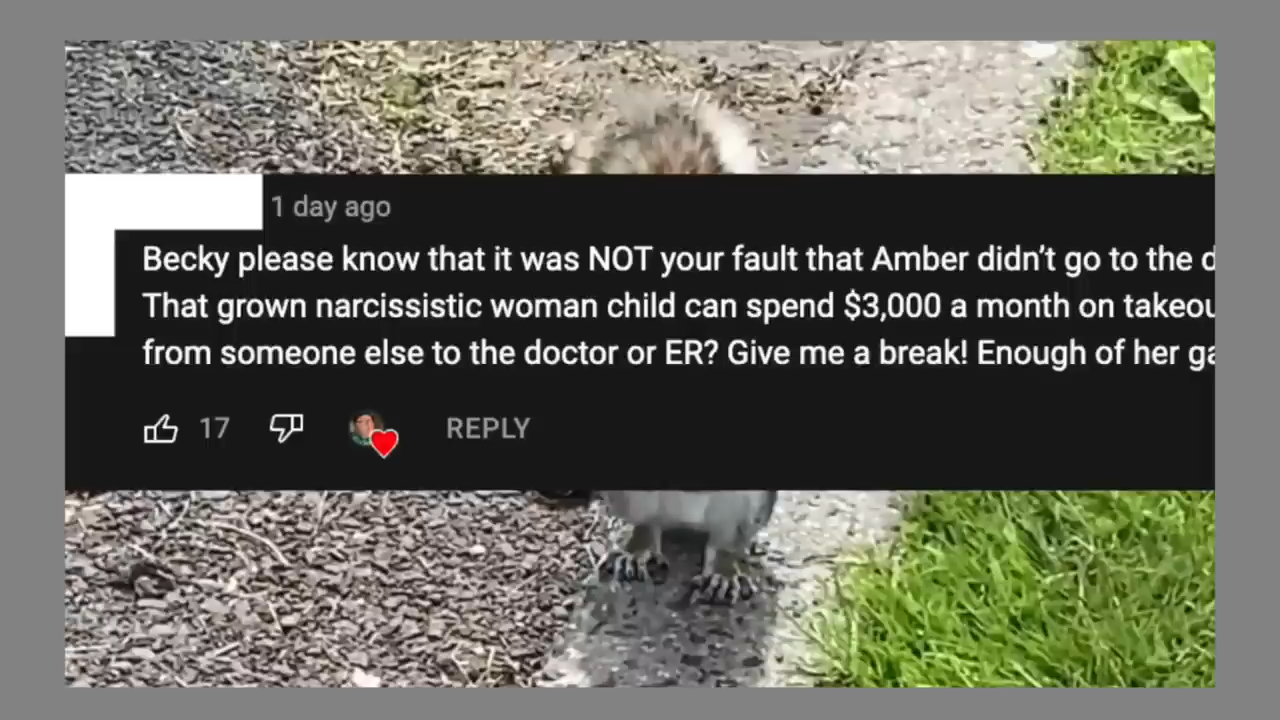 1 day ago
Becky please know that it was NOT your fault that Amber didn't go to the
That grown narcissistic woman child can spend $3,000 a month on
from someone else to the doctor or ER? Give me a break! Enough of her
17
REPLY